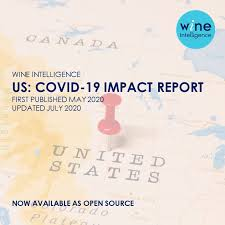 wine
Intelligence
CANADA
WINE INTELLIGENCE
US: COVID-19 IMPACT REPORT
FIRST PUBLISHED MAY 2020
UPDATED JULY 2020
UNITED
STATES
NOW AVAILABLE AS OPEN SOURCE
Plateau